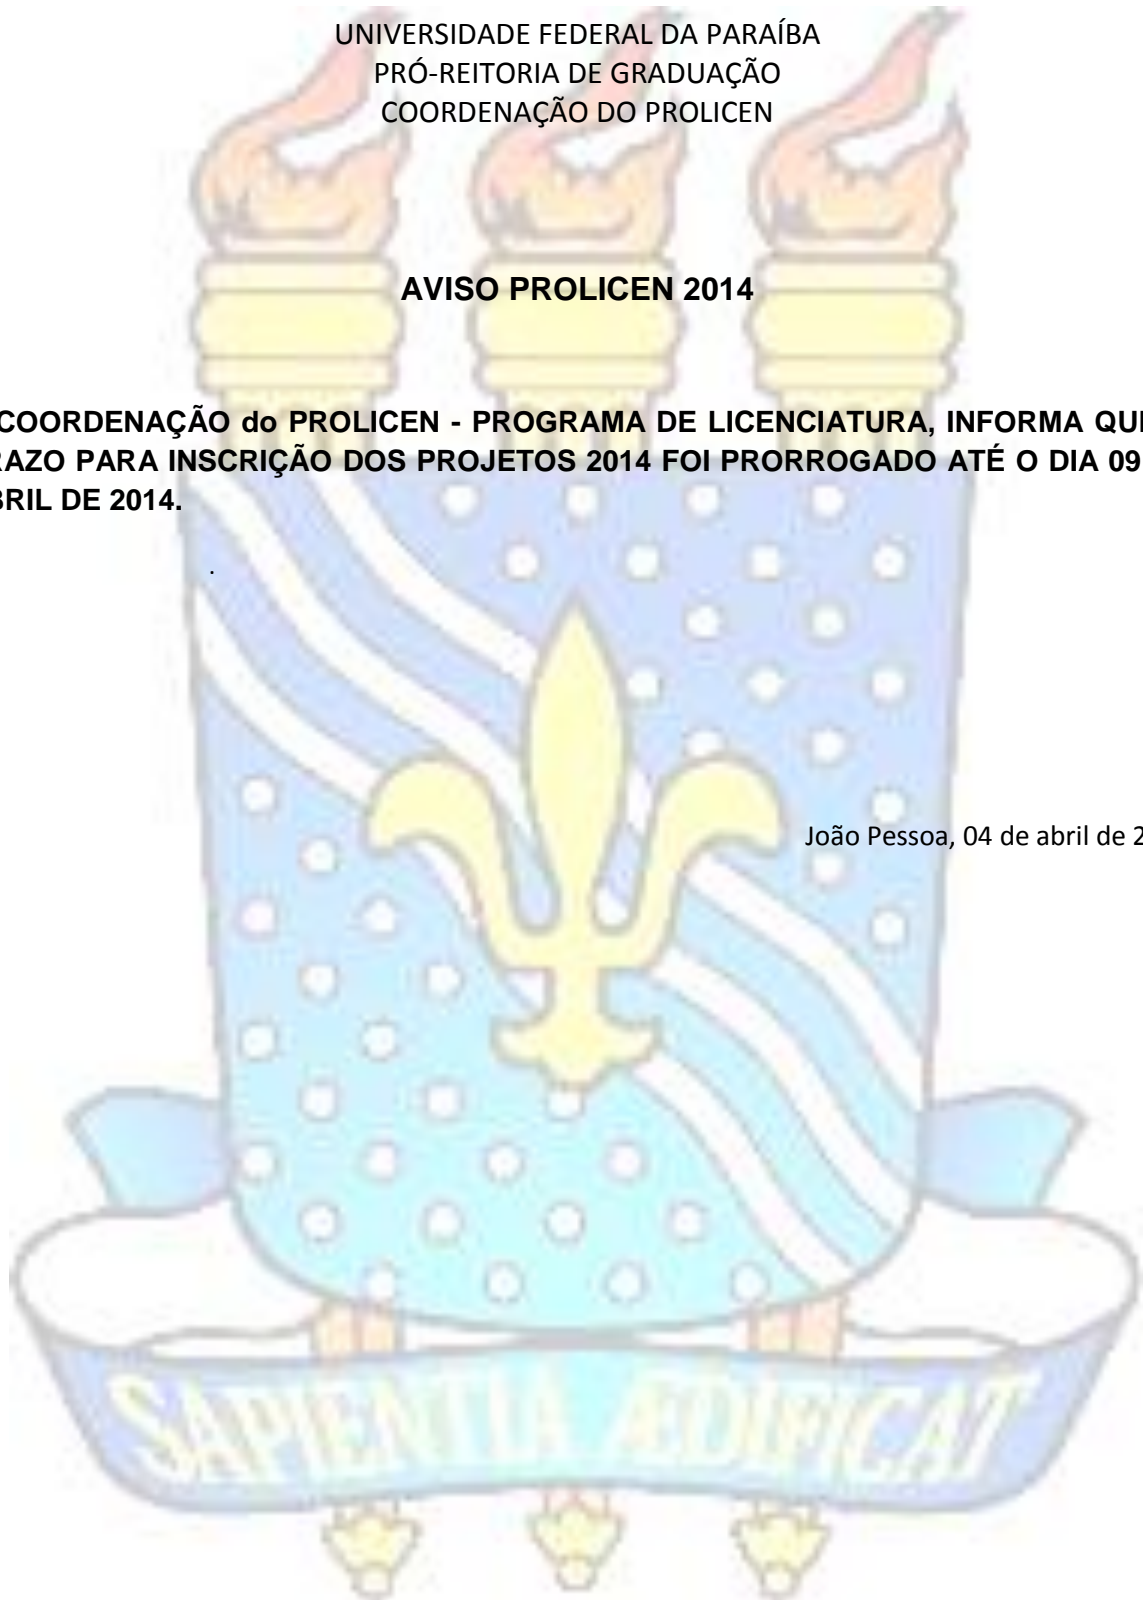 UNIVERSIDADE FEDERAL DA PARAÍBA
PRÓ-REITORIA DE GRADUAÇÃO
COORDENAÇÃO DO PROLICEN
AVISO PROLICEN 2014
COORDENAÇÃO do PROLICEN - PROGRAMA DE LICENCIATURA, INFORMA QUE
RAZO PARA INSCRIÇÃO DOS PROJETOS 2014 FOI PRORROGADO ATÉ O DIA 09
BRIL DE 2014.
.
João Pessoa, 04 de abril de 2
SAPIENTIA ÆDIFICAT